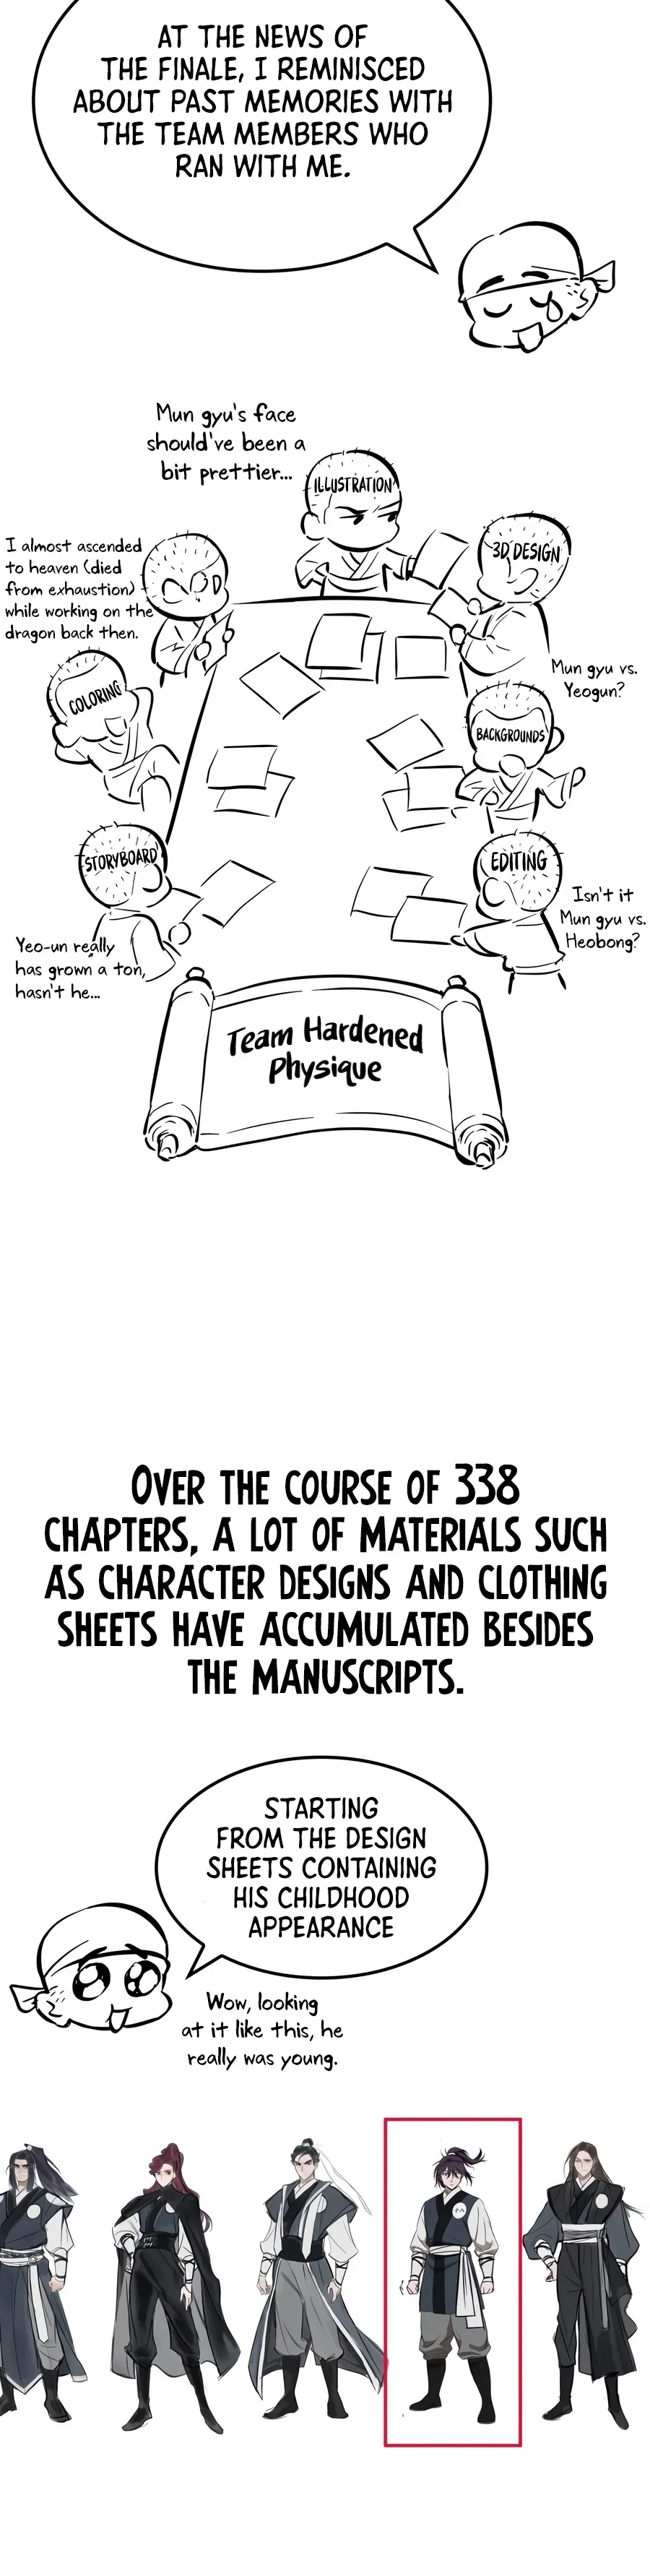 AT THE NEWS OF
THE FINALE, I REMINISCED
ABOUT PAST MEMORIES WITH
THE TEAM MEMBERS WHO
RAN WITH ME.
Mun gyu's face
should've been a
bit prettier...
ILLUSTRATION
3D DESIGN
I almost ascended
to heaven (died
from exhaustion)
while working on the
dragon back then.
Mun gyu vs.
Yeogun?
COLORING
BACKGROUNDS
STORYBOARD
EDITING
Isn't it
Mun gyu vs.
Heobong?
Yeo-un really
has grown a ton,
hasn't he...
Team Hardened
Physique
OVER THE COURSE OF 338
CHAPTERS, A LOT OF MATERIALS SUCH
AS CHARACTER DESIGNS AND CLOTHING
SHEETS HAVE ACCUMULATED BESIDES
THE MANUSCRIPTS.
STARTING
FROM THE DESIGN
SHEETS CONTAINING
HIS CHILDHOOD
APPEARANCE
Wow, looking
at it like this, he
really was young.